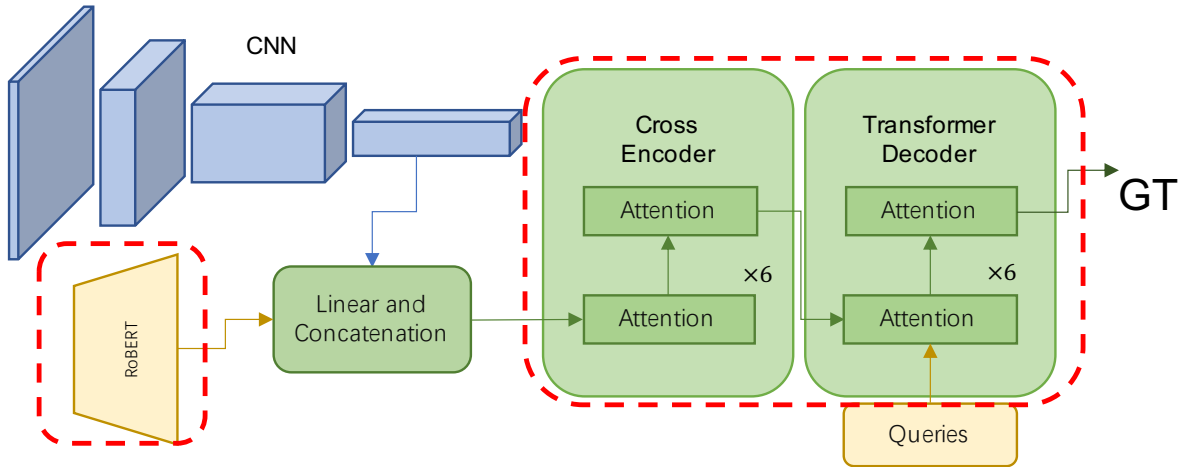 CNN
Cross
Encoder
Attention
×6
Attention
Transformer
Decoder
Attention
×6
Attention
GT
RoBERT
Linear and
Concatenation
Queries